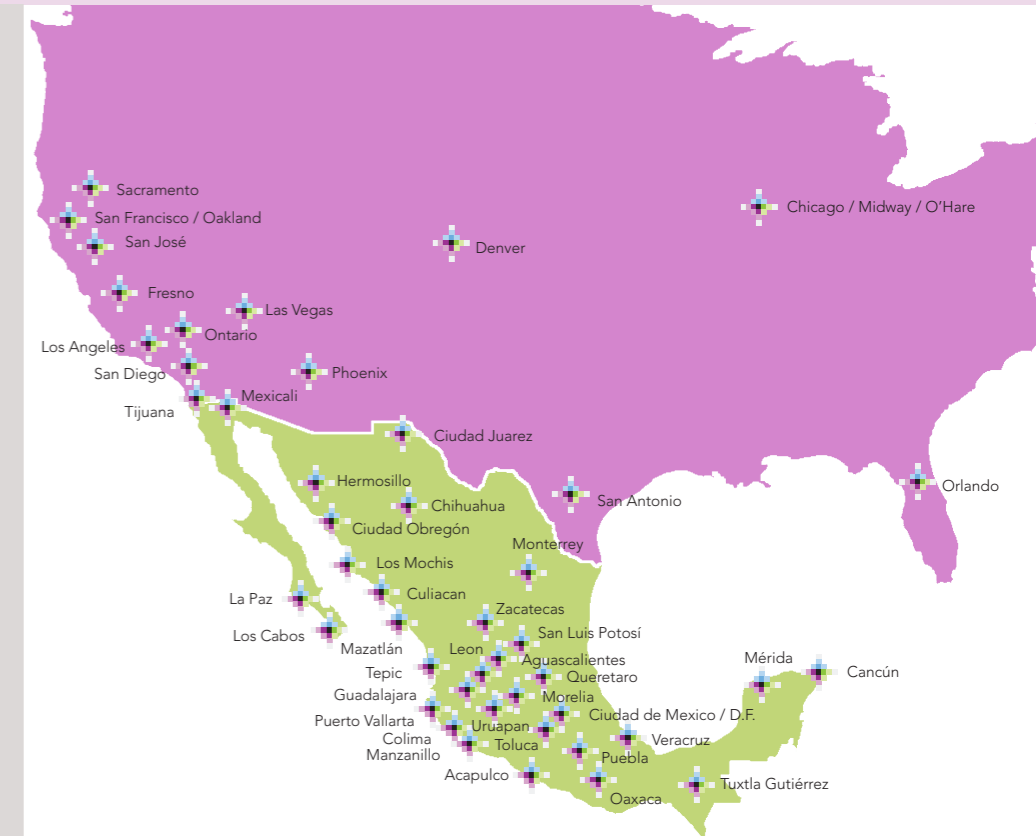 Sacramento
Chicago / Midway / O’Hare
San Francisco / Oakland
San José
Denver
Fresno
Las Vegas
Ontario
Los Angeles
San Diego
Phoenix
Mexicali
Tijuana
Ciudad Juarez
Hermosillo
Orlando
San Antonio
Chihuahua
Ciudad Obregón
Monterrey
Los Mochis
Culiacan
La Paz
Zacatecas
Los Cabos
San Luis Potosí
Mazatlán
Leon
Mérida
Aguascalientes
Tepic
Cancún
Queretaro
Guadalajara
Morelia
Ciudad de Mexico / D.F.
Puerto Vallarta
Uruapan
Colima
Veracruz
Toluca
Manzanillo
Puebla
Acapulco
Tuxtla Gutiérrez
Oaxaca